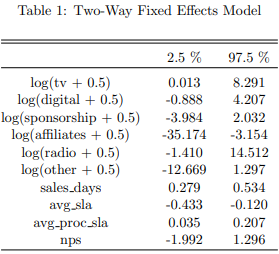 Table 1: Two-Way Fixed Effects Model
2.5 % 97.5 %
log(tv + 0.5) 0.013 8.291
log(digital + 0.5) -0.888 4.207
log(sponsorship + 0.5) -3.984 2.032
log(affiliates + 0.5) -35.174 -3.154
log(radio + 0.5) -1.410 14.512
log(other + 0.5) -12.669 1.297
sales_days 0.279 0.534
avg_sla -0.433 -0.120
avg_proc_sla 0.035 0.207
nps -1.992 1.296